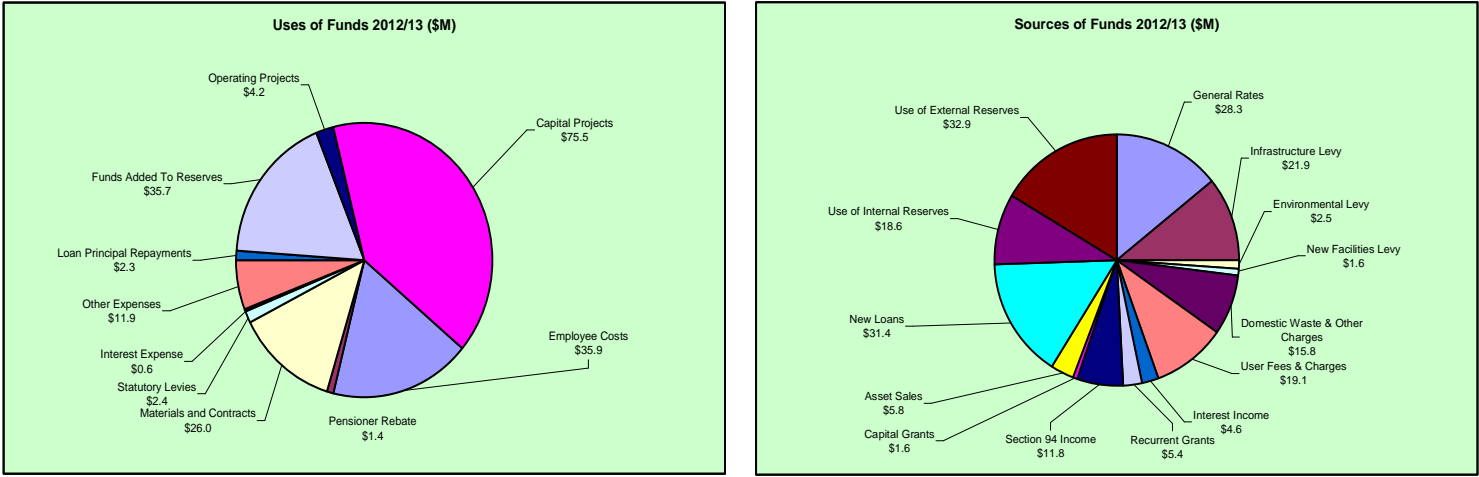 Uses of Funds 2012/13 ($M)
Operating Projects
$4.2
Capital Projects
$75.5
Funds Added To Reserves
$35.7
Loan Principal Repayments
$2.3
Other Expenses
$11.9
Interest Expense
$0.6
Statutory Levies
$2.4
Materials and Contracts
$26.0
Pensioner Rebate
$1.4
Employee Costs
$35.9
Sources of Funds 2012/13 ($M)
General Rates
$28.3
Use of External Reserves
$32.9
Infrastructure Levy
$21.9
Environmental Levy
$2.5
Use of Internal Reserves
$18.6
New Facilities Levy
$1.6
New Loans
$31.4
Domestic Waste & Other
Charges
$15.8
User Fees & Charges
$19.1
Asset Sales
$5.8
Interest Income
$4.6
Capital Grants
$1.6
Section 94 Income
$11.8
Recurrent Grants
$5.4